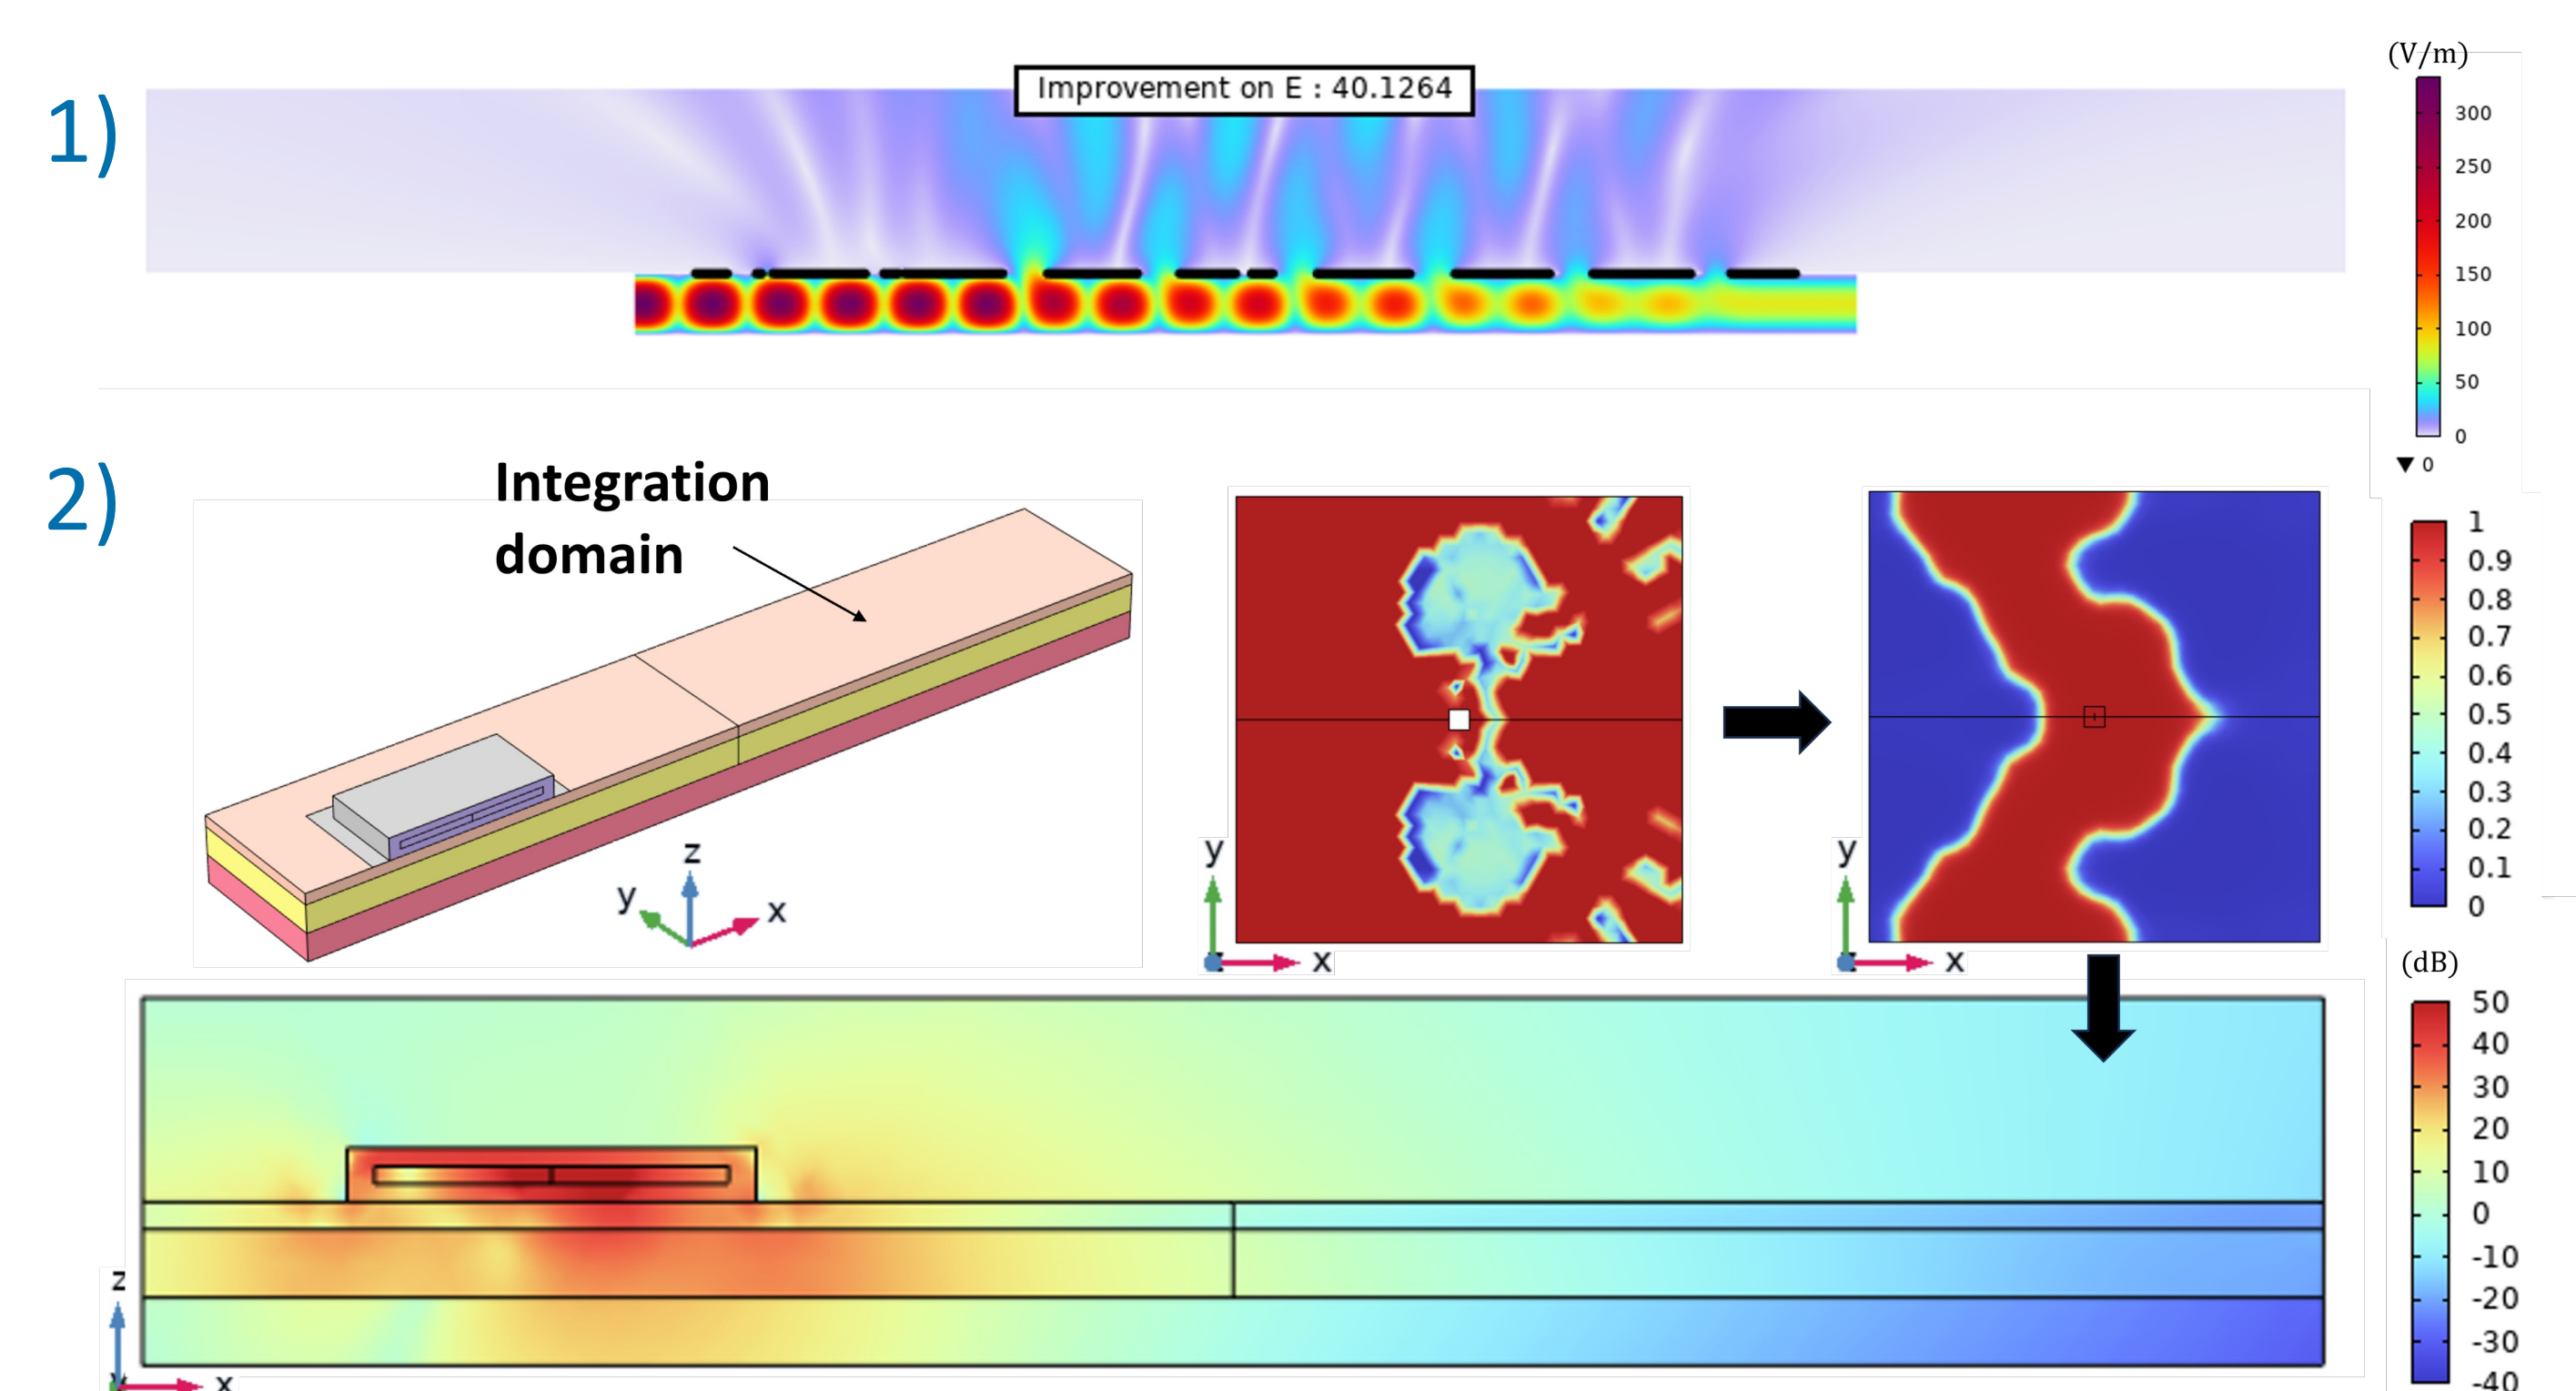 (V/m)
1)
Improvement on E : 40.1264
300
250
200
150
100
50
0
▼ 0
2)
Integration
domain
z
y
x
y
x
y
x
1
0.9
0.8
0.7
0.6
0.5
0.4
0.3
0.2
0.1
0
(dB)
50
40
30
20
10
0
-10
-20
-30
-40
z
x